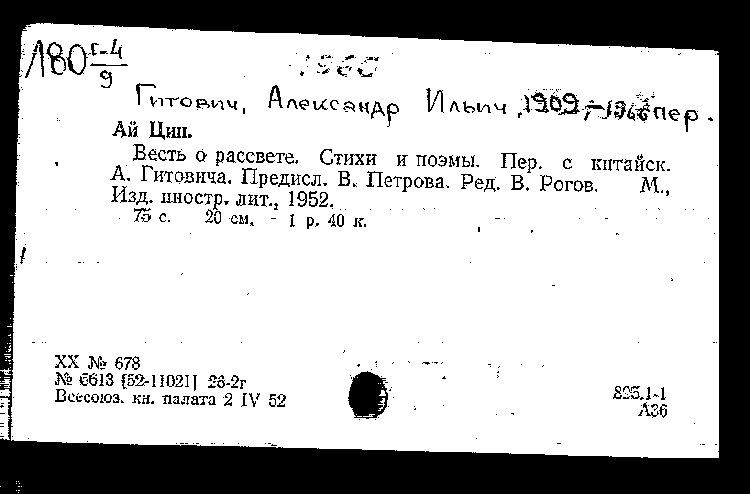 180 г-4
9
1960
Гитович, Александр Ильич, 1909-1966 пер.
Ай Цин.
Весть о рассвете. Стихи и поэмы. Пер. с китайск.
А. Гитовича. Предисл. В. Петрова. Ред. В. Рогов. М.,
Изд. иностр. лит., 1952.
75 с. 20 см. - 1 р. 40 к.
XX № 678
№ 6613 [52-11021] 26-2г
Всесоюз. кн. палата 2 IV 52
895.1-1
А36